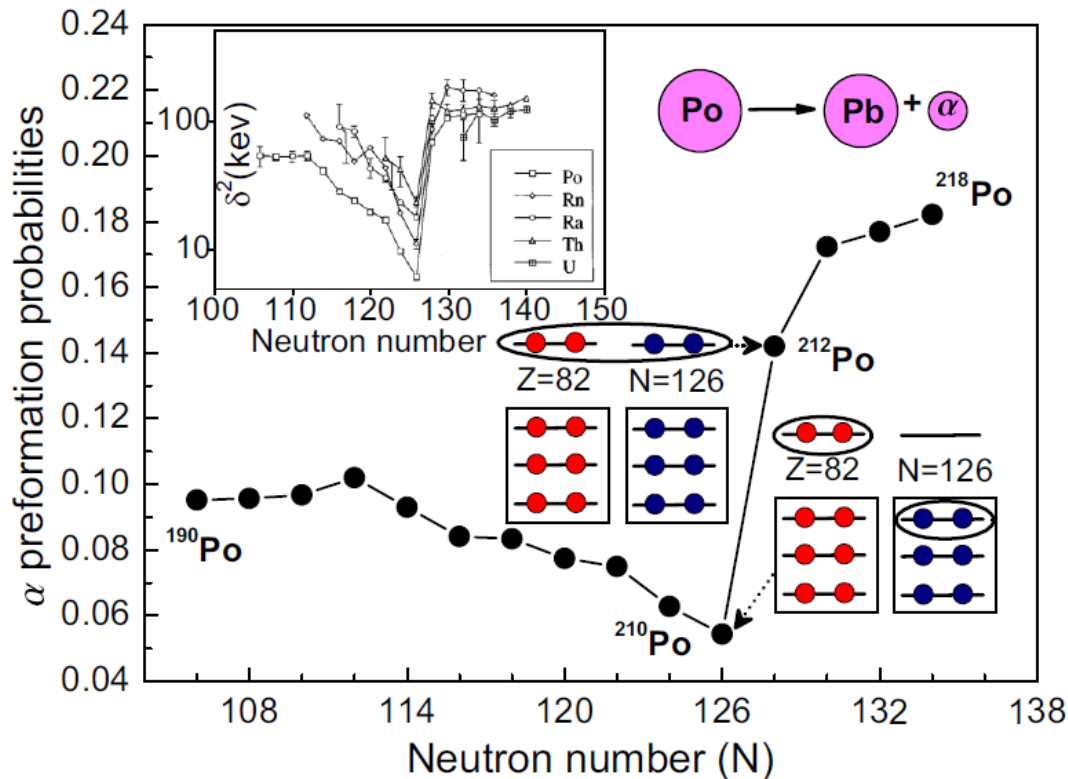 α preformation probabilities
0.24
0.22
0.20
0.18
0.16
0.14
0.12
0.10
0.08
0.06
0.04
108
114
120
126
132
138
Neutron number (N)
δ²(kev)
100
10
100 110 120 130 140 150
Neutron number
Po
Rn
Ra
Th
U
Po
Pb
+
α
²¹⁸Po
²¹²Po
Z=82 N=126
Z=82 N=126
¹⁹⁰Po
²¹⁰Po